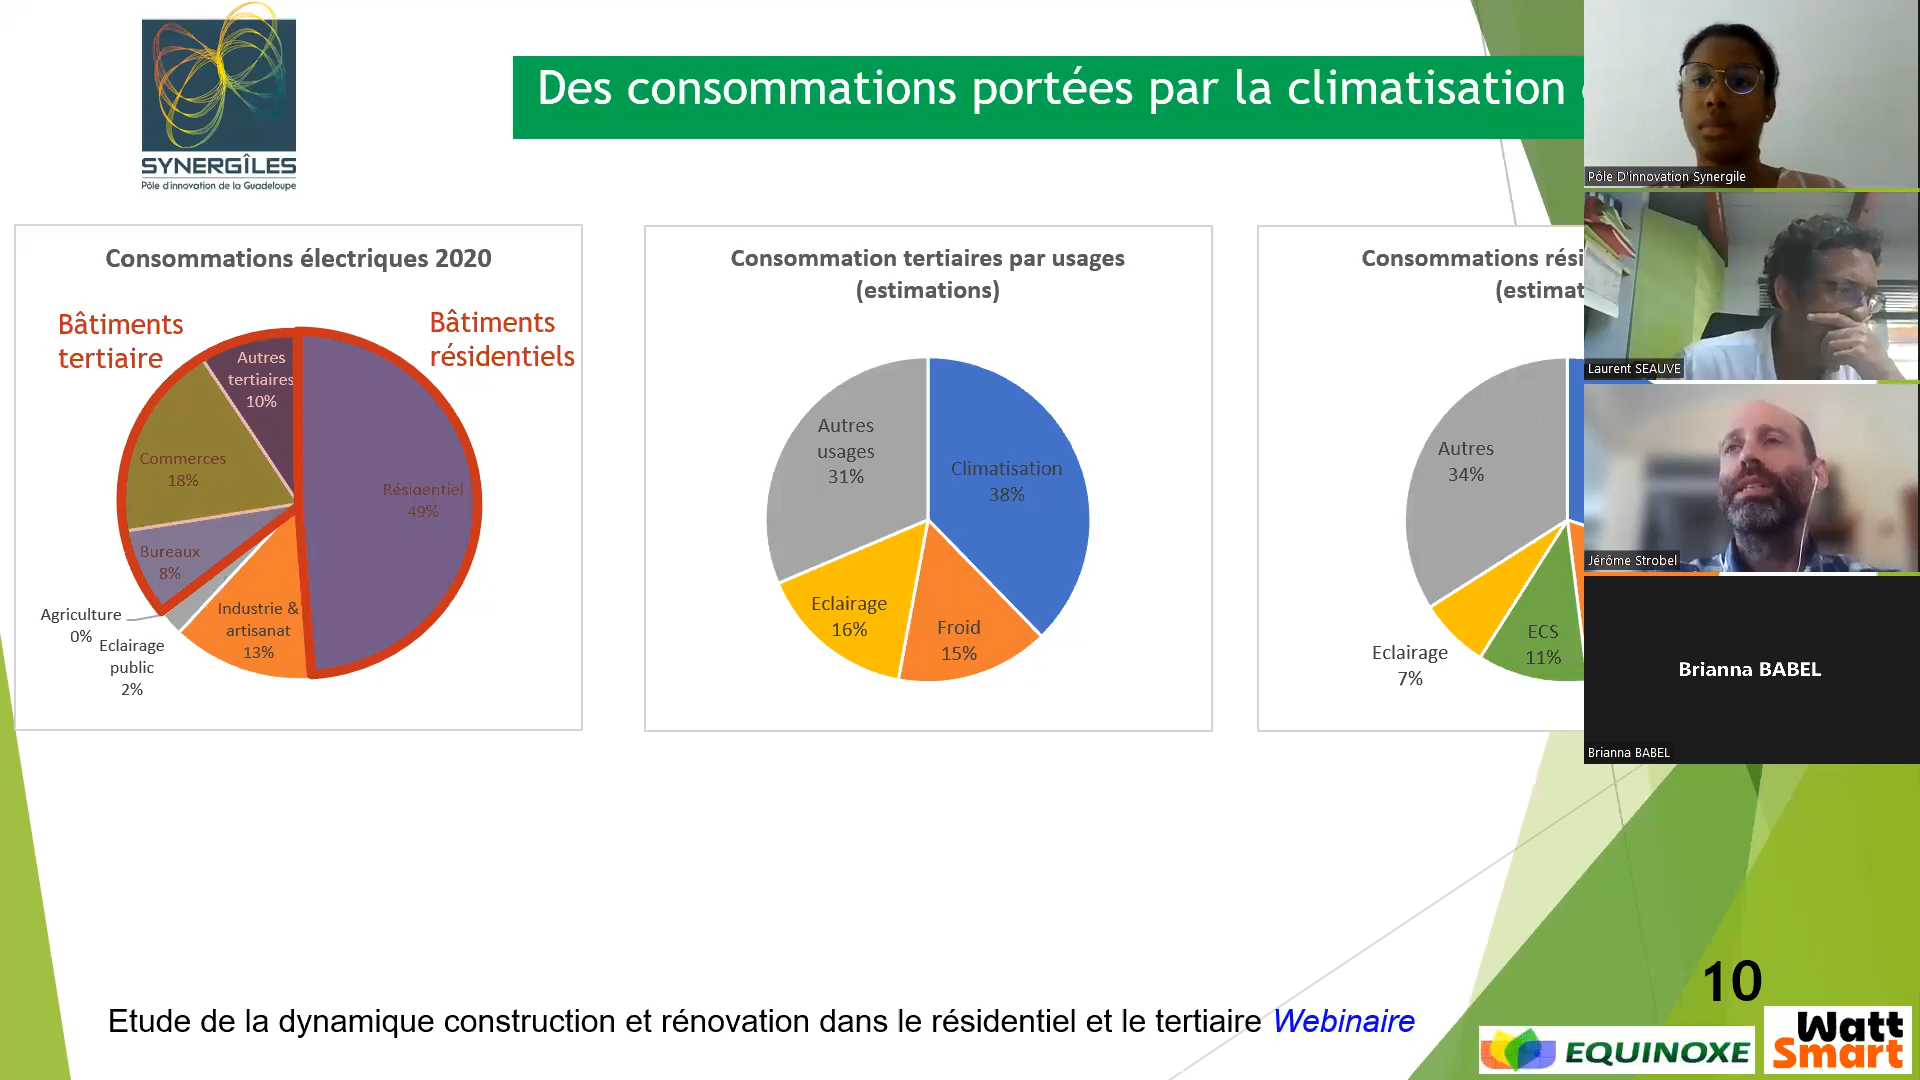 SYNERGÎLES
Pôle d'innovation de la Guadeloupe
Des consommations portées par la climatisation
Consommations électriques 2020
Bâtiments
tertiaire
Bâtiments
résidentiels
Autres
tertiaires
10%
Commerces
18%
Résidentiel
49%
Bureaux
8%
Agriculture
0%
Eclairage
public
2%
Industrie &
artisanat
13%
Consommation tertiaires par usages
(estimations)
Autres
usages
31%
Climatisation
38%
Eclairage
16%
Froid
15%
Consommations rési
(estimat
Autres
34%
Eclairage
7%
ECS
11%
Pôle D'innovation Synergile
Laurent SEAUVE
Jérôme Strobel
Brianna BABEL
Brianna BABEL
10
Etude de la dynamique construction et rénovation dans le résidentiel et le tertiaire Webinaire
EQUINOXE
Watt
Smart